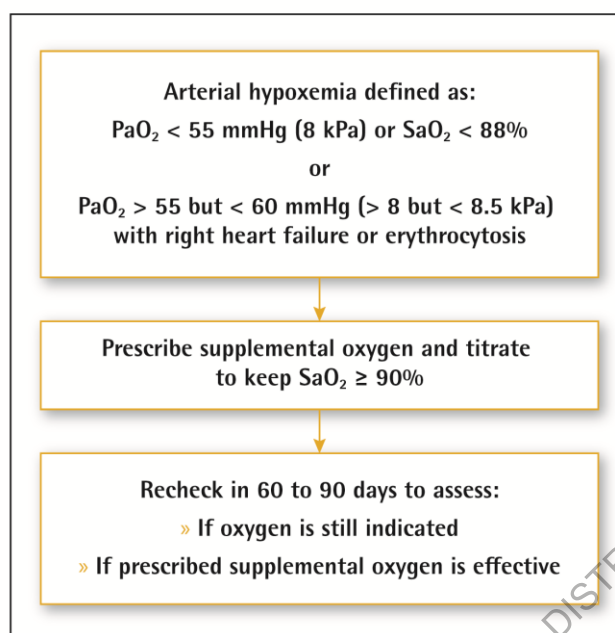 Arterial hypoxemia defined as:
PaO₂ < 55 mmHg (8 kPa) or SaO₂ < 88%
or
PaO₂ > 55 but < 60 mmHg (> 8 but < 8.5 kPa)
with right heart failure or erythrocytosis
Prescribe supplemental oxygen and titrate
to keep SaO₂ ≥ 90%
Recheck in 60 to 90 days to assess:
» If oxygen is still indicated
» If prescribed supplemental oxygen is effective